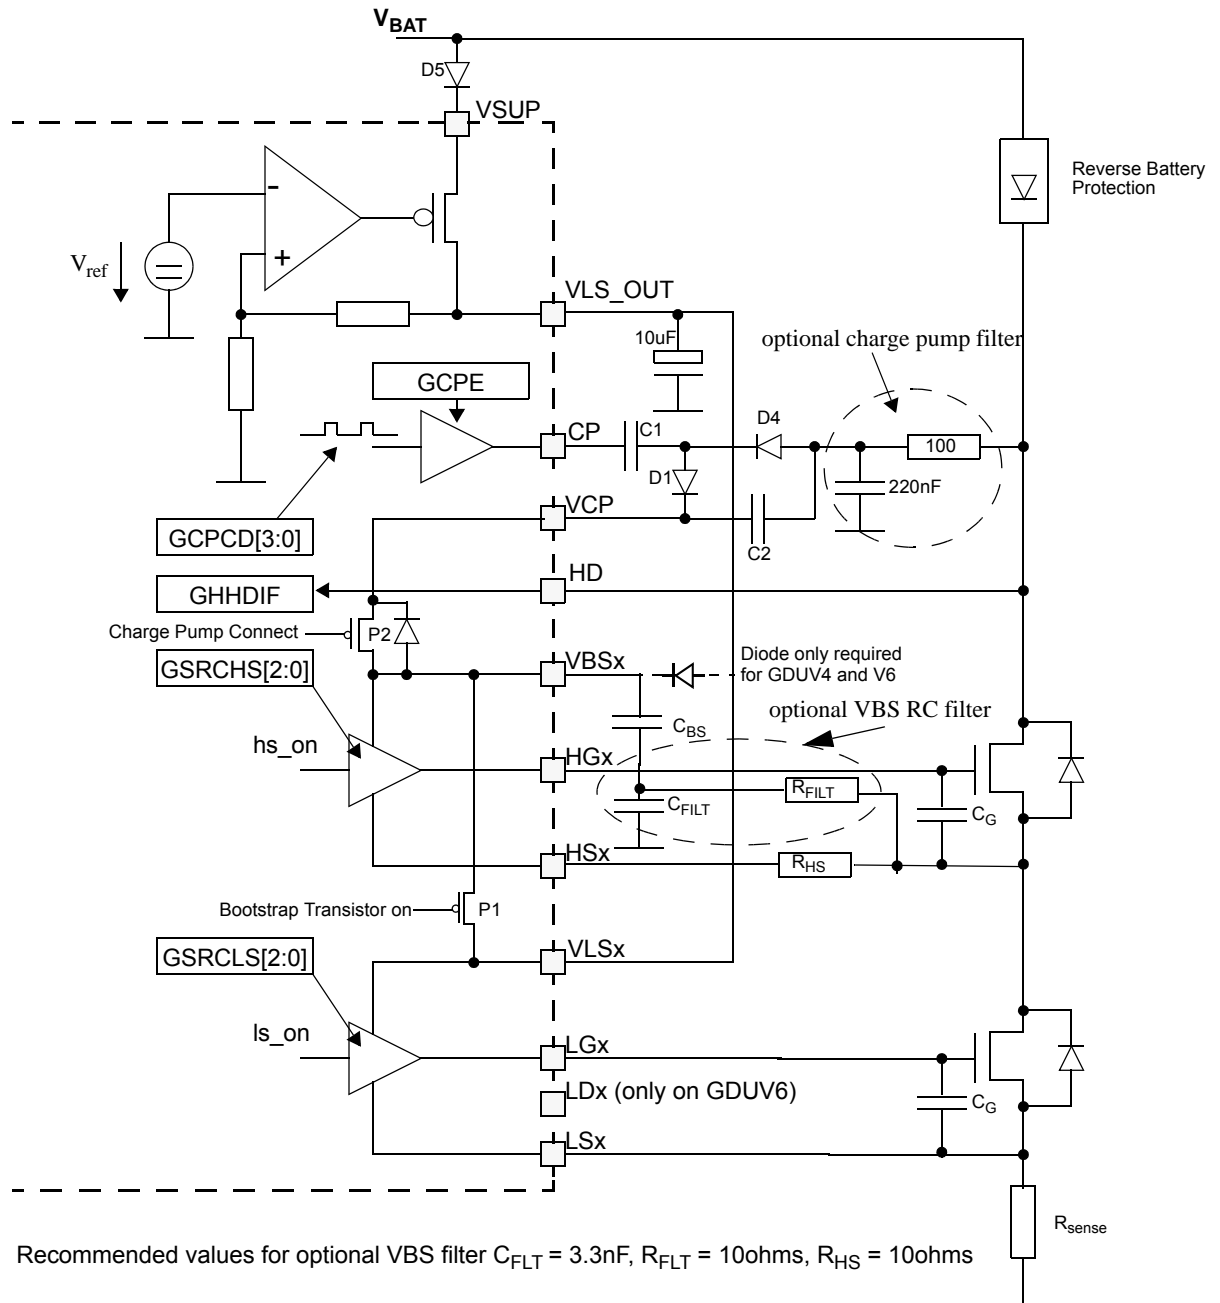 VBAT
D5
VSUP
Reverse Battery
Protection
-
+
Vref
VLS_OUT
10uF
optional charge pump filter
GCPE
CP
C1
D4
100
D1
220nF
VCP
C2
GCPCD[3:0]
HD
GHHDIF
Charge Pump Connect
P2
GSRCHS[2:0]
VBSx
Diode only required
for GDUV4 and V6
optional VBS RC filter
CBS
hs_on
HGx
RFILT
CFILT
CG
HSx
RHS
Bootstrap Transistor on
P1
GSRCLS[2:0]
VLSx
ls_on
LGx
LDx (only on GDUV6)
CG
LSx
Rsense
Recommended values for optional VBS filter CFLT = 3.3nF, RFLT = 10ohms, RHS = 10ohms